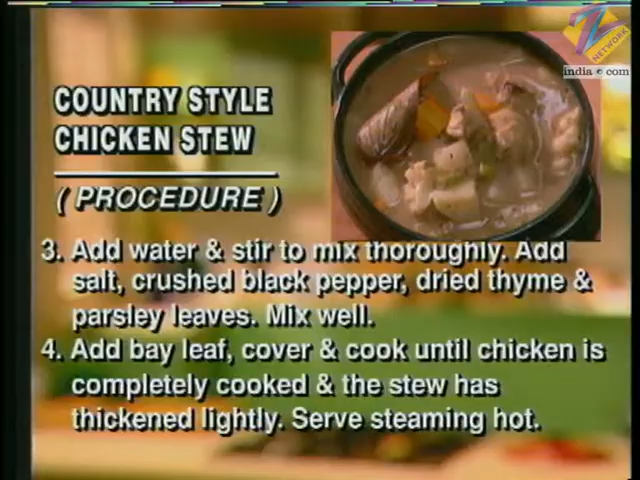 Z
NETWORK
india.com
COUNTRY STYLE
CHICKEN STEW
( PROCEDURE )
3. Add water & stir to mix thoroughly. Add
salt, crushed black pepper, dried thyme &
parsley leaves. Mix well.
4. Add bay leaf, cover & cook until chicken is
completely cooked & the stew has
thickened lightly. Serve steaming hot.